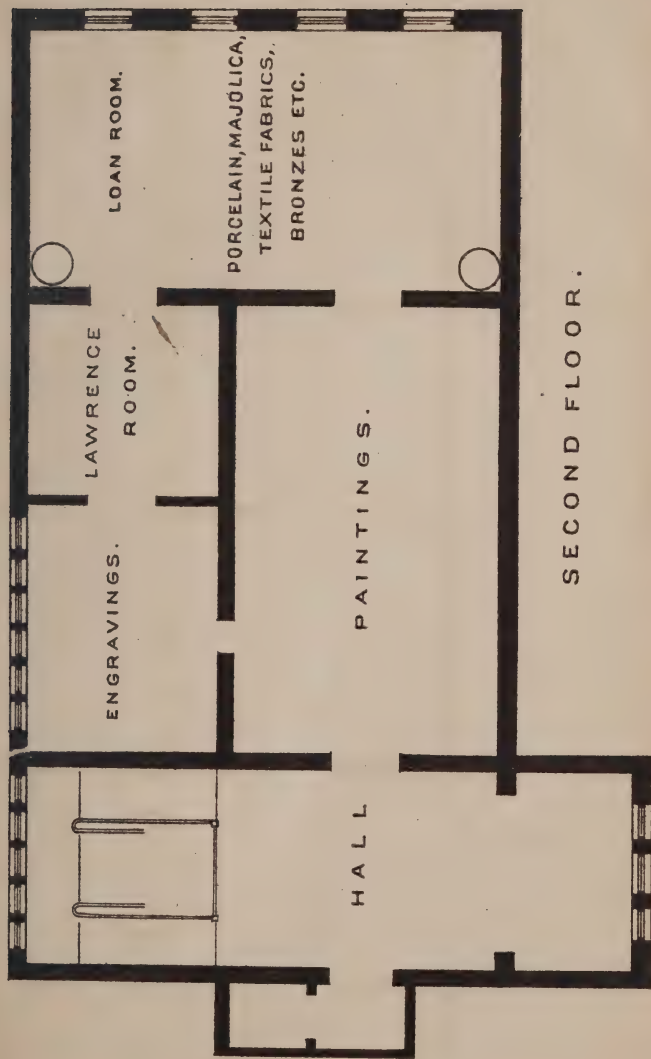 LOAN ROOM.
PORCELAIN, MAJOLICA,
TEXTILE FABRICS,
BRONZES ETC.
LAWRENCE
ROOM.
ENGRAVINGS.
PAINTINGS.
HALL
SECOND FLOOR.